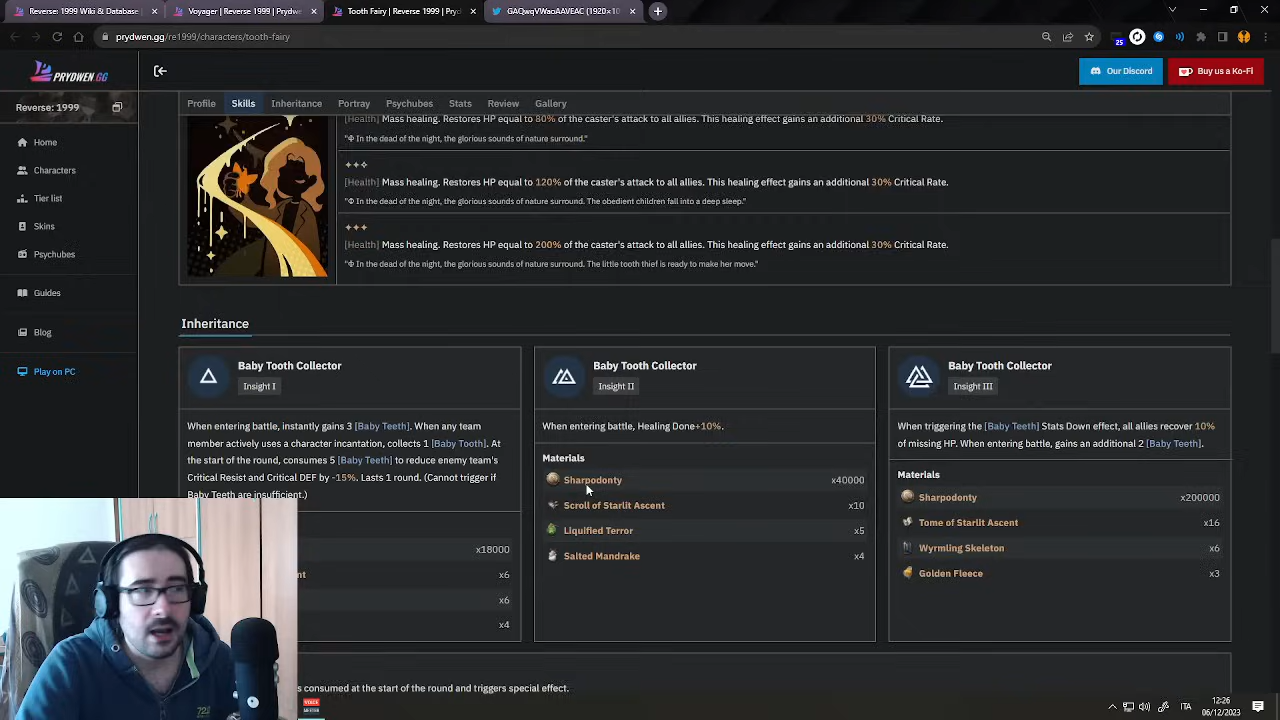 Reverse 1999 Wiki & Database
Voyager | Reverse 1999 | Prydwen
Tooth Fairy | Reverse 1999 | Pryd
GAQwqVWaoAAVEAC (1920×10
prydwen.gg/re1999/characters/tooth-fairy
25
PRYDWEN GG
Our Discord
Buy us a Ko-Fi
Reverse: 1999
Home
Characters
Tier list
Skins
Psychubes
Guides
Blog
Play on PC
Profile Skills Inheritance Portray Psychubes Stats Review Gallery
[Health] Mass healing. Restores HP equal to 80% of the caster's attack to all allies. This healing effect gains an additional 30% Critical Rate.
"Φ In the dead of the night, the glorious sounds of nature surround."
[Health] Mass healing. Restores HP equal to 120% of the caster's attack to all allies. This healing effect gains an additional 30% Critical Rate.
"Φ In the dead of the night, the glorious sounds of nature surround. The obedient children fall into a deep sleep."
[Health] Mass healing. Restores HP equal to 200% of the caster's attack to all allies. This healing effect gains an additional 30% Critical Rate.
"Φ In the dead of the night, the glorious sounds of nature surround. The little tooth thief is ready to make her move."
Inheritance
Baby Tooth Collector
Insight I
When entering battle, instantly gains 3 [Baby Teeth]. When any team
member actively uses a character incantation, collects 1 [Baby Tooth]. At
the start of the round, consumes 5 [Baby Teeth] to reduce enemy team's
Critical Resist and Critical DEF by -15%. Lasts 1 round. (Cannot trigger if
Baby Teeth are insufficient.)
x18000
nt x6
x6
x4
Baby Tooth Collector
Insight II
When entering battle, Healing Done+10%.
Materials
Sharpodonty x40000
Scroll of Starlit Ascent x10
Liquified Terror x5
Salted Mandrake x4
Baby Tooth Collector
Insight III
When triggering the [Baby Teeth] Stats Down effect, all allies recover 10%
of missing HP. When entering battle, gains an additional 2 [Baby Teeth].
Materials
Sharpodonty x200000
Tome of Starlit Ascent x16
Wyrmling Skeleton x6
Golden Fleece x3
s consumed at the start of the round and triggers special effect.
VOICE
12:26
06/12/2023